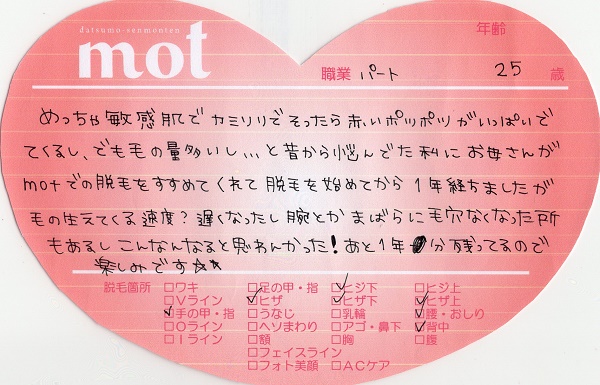 datsumo-senmonten
mot
年齢
職業 パート 25 歳
めっちゃ敏感肌でカミソリでそったら赤いポツポツがいっぱいで
てくるし、でも毛の量多いし...と昔から悩んでた私にお母さんが
motでの脱毛をすすめてくれて脱毛を始めてから1年経ちましたが
毛の生えてくる速度?遅くなったし腕とかまばらに毛穴なくなった所
もあるしこんなんなると思わんかった!あと1年分残ってるので
楽しみです☆☆
脱毛箇所 □ワキ □足の甲・指 ☑ヒジ下 □ヒジ上
□Vライン ☑ヒザ ☑ヒザ下 ☑ヒザ上
☑手の甲・指 □うなじ □乳輪 □腰・おしり
□Oライン □ヘソまわり □アゴ・鼻下 ☑背中
□Iライン □額 □胸 □腹
□フェイスライン
□フォト美顔 □ACケア